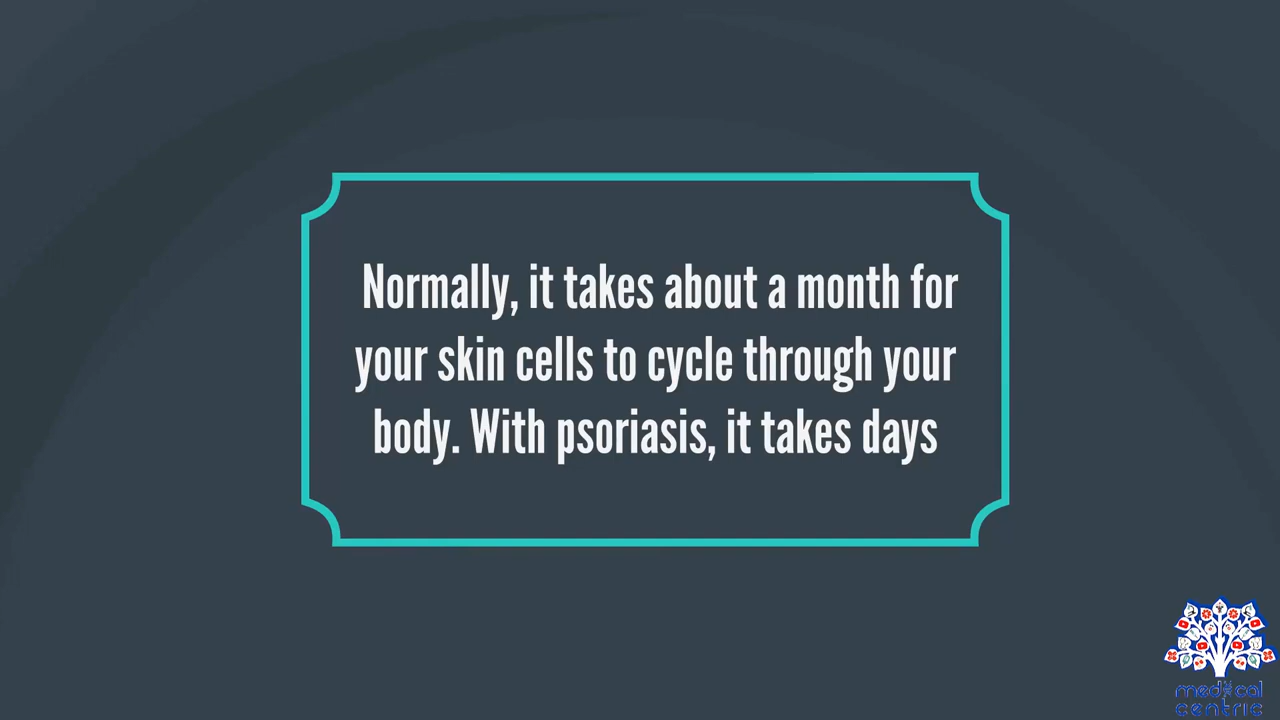 Normally, it takes about a month for
your skin cells to cycle through your
body. With psoriasis, it takes days
medical
centric